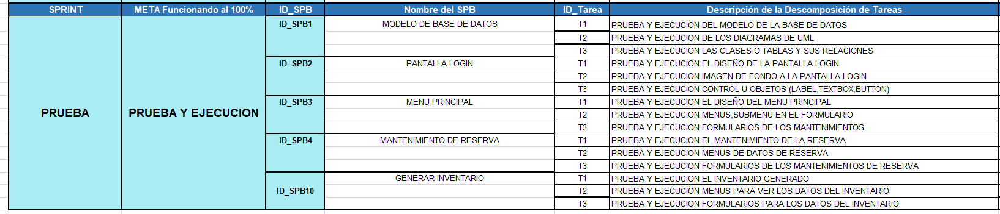 SPRINT META Funcionando al 100% ID_SPB Nombre del SPB ID_Tarea Descripción de la Descomposición de Tareas
ID_SPB1 MODELO DE BASE DE DATOS T1 PRUEBA Y EJECUCION DEL MODELO DE LA BASE DE DATOS
T2 PRUEBA Y EJECUCION DE LOS DIAGRAMAS DE UML
T3 PRUEBA Y EJECUCION LAS CLASES O TABLAS Y SUS RELACIONES
ID_SPB2 PANTALLA LOGIN T1 PRUEBA Y EJECUCION EL DISEÑO DE LA PANTALLA LOGIN
T2 PRUEBA Y EJECUCION IMAGEN DE FONDO A LA PANTALLA LOGIN
T3 PRUEBA Y EJECUCION CONTROL U OBJETOS (LABEL,TEXTBOX,BUTTON)
ID_SPB3 MENU PRINCIPAL T1 PRUEBA Y EJECUCION EL DISEÑO DEL MENU PRINCIPAL
PRUEBA PRUEBA Y EJECUCION T2 PRUEBA Y EJECUCION MENUS,SUBMENU EN EL FORMULARIO
T3 PRUEBA Y EJECUCION FORMULARIOS DE LOS MANTENIMIENTOS
ID_SPB4 MANTENIMIENTO DE RESERVA T1 PRUEBA Y EJECUCION EL MANTENIMIENTO DE LA RESERVA
T2 PRUEBA Y EJECUCION MENUS DE DATOS DE RESERVA
T3 PRUEBA Y EJECUCION FORMULARIOS DE LOS MANTENIMIENTOS DE RESERVA
GENERAR INVENTARIO T1 PRUEBA Y EJECUCION EL INVENTARIO GENERADO
ID_SPB10 T2 PRUEBA Y EJECUCION MENUS PARA VER LOS DATOS DEL INVENTARIO
T3 PRUEBA Y EJECUCION FORMULARIOS PARA LOS DATOS DEL INVENTARIO